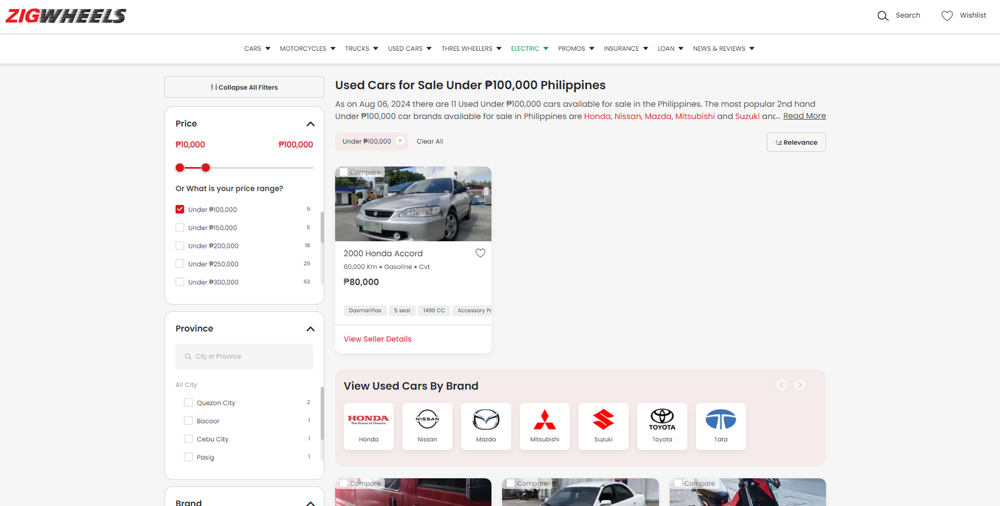 ZIGWHEELS
Search
Wishlist
CARS
MOTORCYCLES
TRUCKS
USED CARS
THREE WHEELERS
ELECTRIC
PROMOS
INSURANCE
LOAN
NEWS & REVIEWS
Collapse All Filters
Price
₱10,000
₱100,000
Or What is your price range?
Under ₱100,000 9
Under ₱150,000 6
Under ₱200,000 18
Under ₱250,000 29
Under ₱300,000 63
Province
City or Province
All City
Quezon City 2
Bacoor 1
Cebu City 1
Pasig 1
Brand
Used Cars for Sale Under ₱100,000 Philippines
As on Aug 06, 2024 there are 11 Used Under ₱100,000 cars available for sale in the Philippines. The most popular 2nd hand
Under ₱100,000 car brands available for sale in Philippines are Honda, Nissan, Mazda, Mitsubishi and Suzuki and... Read More
Under ₱100,000
Clear All
Relevance
Compare
2000 Honda Accord
60,000 Km • Gasoline • Cvt
₱80,000
Dasmariñas
5 seat
1498 CC
Accessory Po
View Seller Details
View Used Cars By Brand
HONDA
The Power of Dreams
Honda
NISSAN
Nissan
Mazda
Mitsubishi
Suzuki
TOYOTA
Toyota
Tata
Compare
Compare
Compare